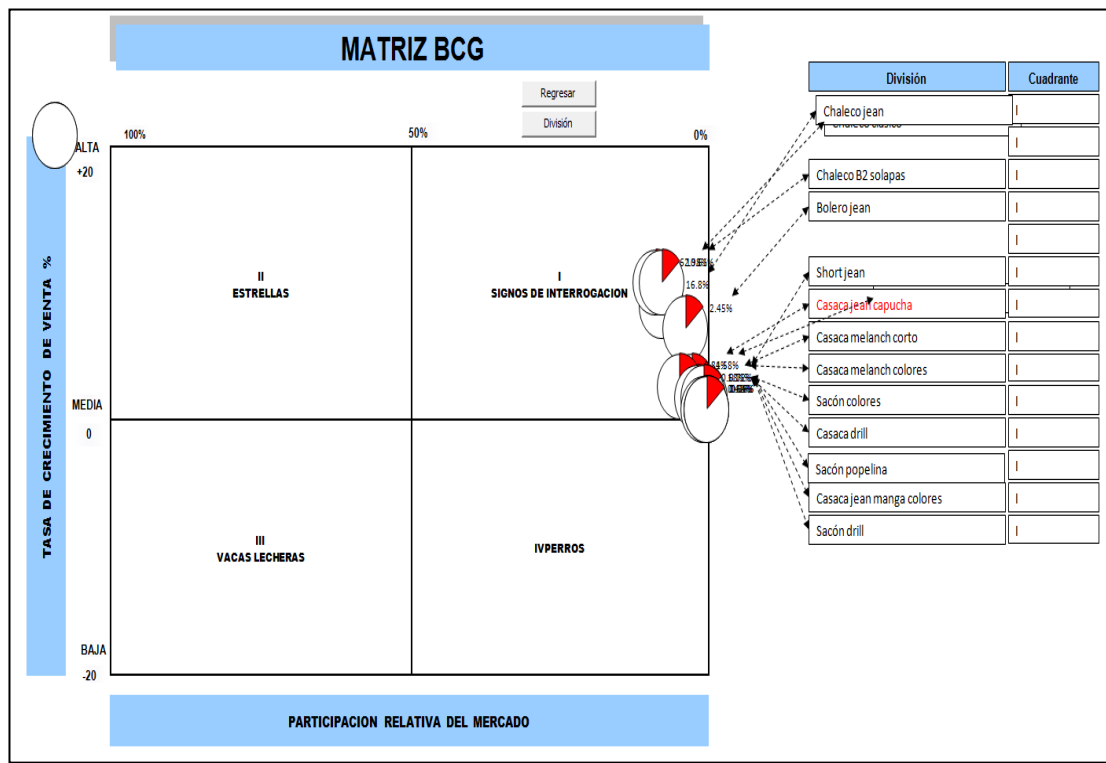 MATRIZ BCG
Regresar
División
100%
50%
0%
ALTA
+20
MEDIA
0
BAJA
-20
TASA DE CRECIMIENTO DE VENTA %
II
ESTRELLAS
I
SIGNOS DE INTERROGACION
16.8%
2.45%
III
VACAS LECHERAS
IVPERROS
PARTICIPACION RELATIVA DEL MERCADO
División Cuadrante
Chaleco jean I
Chaleco clasico
I
Chaleco B2 solapas I
Bolero jean I
I
Short jean I
Casaca jean capucha I
Casaca melanch corto I
Casaca melanch colores I
Sacón colores I
Casaca drill I
Sacón popelina I
Casaca jean manga colores I
Sacón drill I